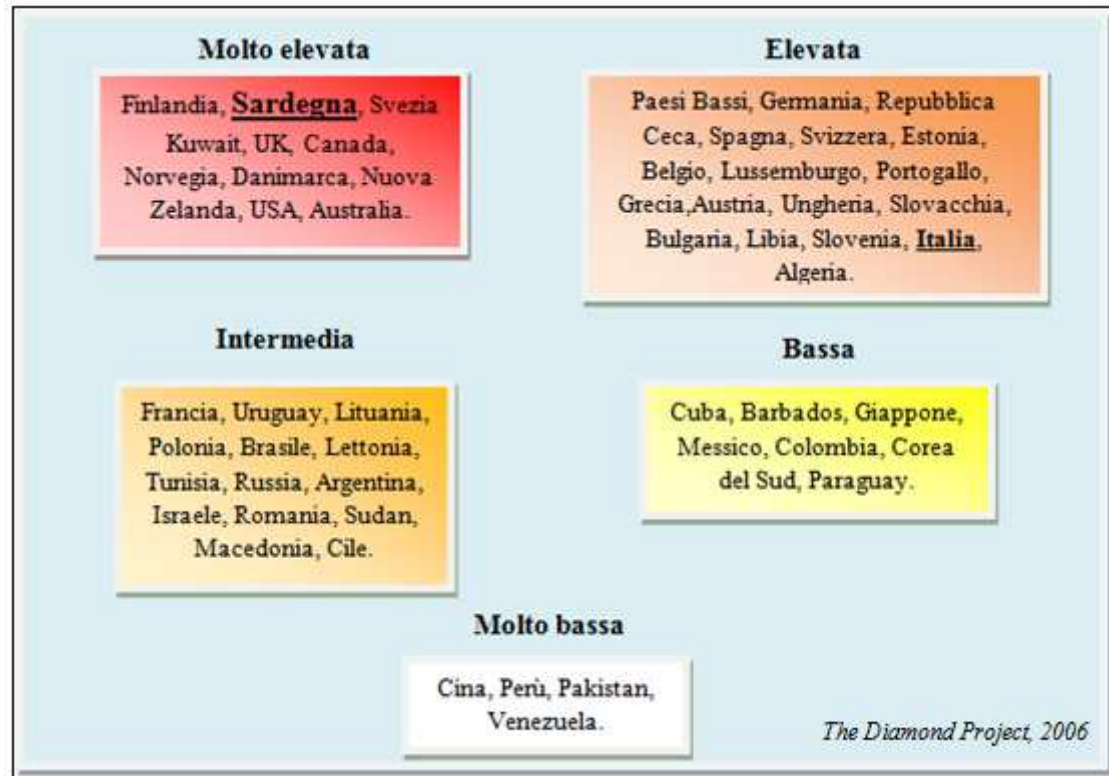 Molto elevata
Finlandia, Sardegna, Svezia
Kuwait, UK, Canada,
Norvegia, Danimarca, Nuova
Zelanda, USA, Australia.
Elevata
Paesi Bassi, Germania, Repubblica
Ceca, Spagna, Svizzera, Estonia,
Belgio, Lussemburgo, Portogallo,
Grecia,Austria, Ungheria, Slovacchia,
Bulgaria, Libia, Slovenia, Italia,
Algeria.
Intermedia
Francia, Uruguay, Lituania,
Polonia, Brasile, Lettonia,
Tunisia, Russia, Argentina,
Israele, Romania, Sudan,
Macedonia, Cile.
Bassa
Cuba, Barbados, Giappone,
Messico, Colombia, Corea
del Sud, Paraguay.
Molto bassa
Cina, Perù, Pakistan,
Venezuela.
The Diamond Project, 2006